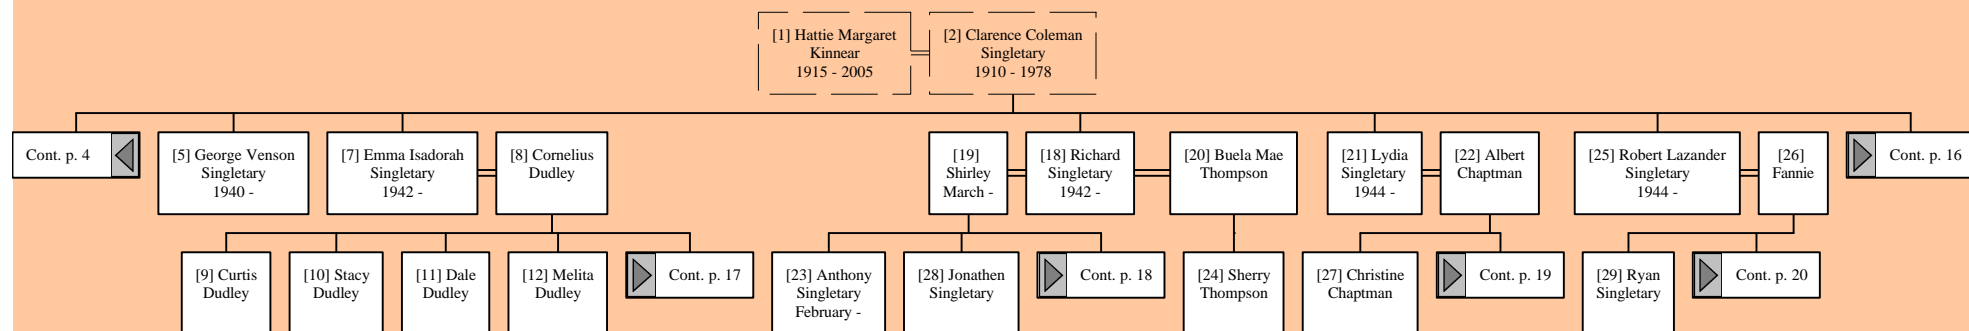 [1] Hattie Margaret
Kinnear
1915 - 2005
[2] Clarence Coleman
Singletary
1910 - 1978
Cont. p. 4
[5] George Venson
Singletary
1940 -
[7] Emma Isadorah
Singletary
1942 -
[8] Cornelius
Dudley
[19]
Shirley
March -
[18] Richard
Singletary
1942 -
[20] Buela Mae
Thompson
[21] Lydia
Singletary
1944 -
[22] Albert
Chaptman
[25] Robert Lazander
Singletary
1944 -
[26]
Fannie
Cont. p. 16
[9] Curtis
Dudley
[10] Stacy
Dudley
[11] Dale
Dudley
[12] Melita
Dudley
Cont. p. 17
[23] Anthony
Singletary
February -
[28] Jonathen
Singletary
Cont. p. 18
[24] Sherry
Thompson
[27] Christine
Chaptman
Cont. p. 19
[29] Ryan
Singletary
Cont. p. 20